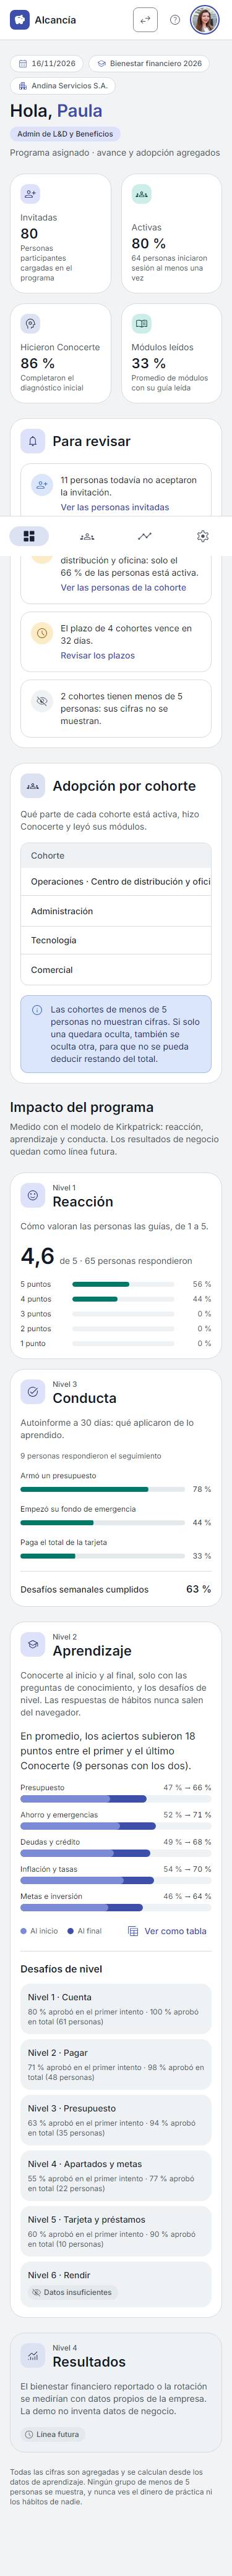 Alcancía
16/11/2026
Bienestar financiero 2026
Andina Servicios S.A.
Hola, Paula
Admin de L&D y Beneficios
Programa asignado · avance y adopción agregados
Invitadas
80
Personas
participantes
cargadas en el
programa
Activas
80 %
64 personas iniciaron
sesión al menos una
vez
Hicieron Conocerte
86 %
Completaron el
diagnóstico inicial
Módulos leídos
33 %
Promedio de módulos
con su guía leída
Para revisar
11 personas todavía no aceptaron
la invitación.
Ver las personas invitadas
distribución y oficina: solo el
66 % de las personas está activa.
Ver las personas de la cohorte
El plazo de 4 cohortes vence en
32 días.
Revisar los plazos
2 cohortes tienen menos de 5
personas: sus cifras no se
muestran.
Adopción por cohorte
Qué parte de cada cohorte está activa, hizo
Conocerte y leyó sus módulos.
Cohorte
Operaciones · Centro de distribución y ofici
Administración
Tecnología
Comercial
Las cohortes de menos de 5
personas no muestran cifras. Si solo
una quedara oculta, también se
oculta otra, para que no se pueda
deducir restando del total.
Impacto del programa
Medido con el modelo de Kirkpatrick: reacción,
aprendizaje y conducta. Los resultados de negocio
quedan como línea futura.
Nivel 1
Reacción
Cómo valoran las personas las guías, de 1 a 5.
4,6 de 5 · 65 personas respondieron
5 puntos 56 %
4 puntos 44 %
3 puntos 0 %
2 puntos 0 %
1 punto 0 %
Nivel 3
Conducta
Autoinforme a 30 días: qué aplicaron de lo
aprendido.
9 personas respondieron el seguimiento
Armó un presupuesto
78 %
Empezó su fondo de emergencia
44 %
Paga el total de la tarjeta
33 %
Desafíos semanales cumplidos 63 %
Nivel 2
Aprendizaje
Conocerte al inicio y al final, solo con las
preguntas de conocimiento, y los desafíos de
nivel. Las respuestas de hábitos nunca salen
del navegador.
En promedio, los aciertos subieron 18
puntos entre el primer y el último
Conocerte (9 personas con los dos).
Presupuesto 47 % → 66 %
Ahorro y emergencias 52 % → 71 %
Deudas y crédito 49 % → 68 %
Inflación y tasas 54 % → 70 %
Metas e inversión 46 % → 64 %
Al inicio Al final Ver como tabla
Desafíos de nivel
Nivel 1 · Cuenta
80 % aprobó en el primer intento · 100 % aprobó
en total (61 personas)
Nivel 2 · Pagar
71 % aprobó en el primer intento · 98 % aprobó en
total (48 personas)
Nivel 3 · Presupuesto
63 % aprobó en el primer intento · 94 % aprobó
en total (35 personas)
Nivel 4 · Apartados y metas
55 % aprobó en el primer intento · 77 % aprobó
en total (22 personas)
Nivel 5 · Tarjeta y préstamos
60 % aprobó en el primer intento · 90 % aprobó
en total (10 personas)
Nivel 6 · Rendir
Datos insuficientes
Nivel 4
Resultados
El bienestar financiero reportado o la rotación
se medirían con datos propios de la empresa.
La demo no inventa datos de negocio.
Línea futura
Todas las cifras son agregadas y se calculan desde los
datos de aprendizaje. Ningún grupo de menos de 5
personas se muestra, y nunca ves el dinero de práctica ni
los hábitos de nadie.